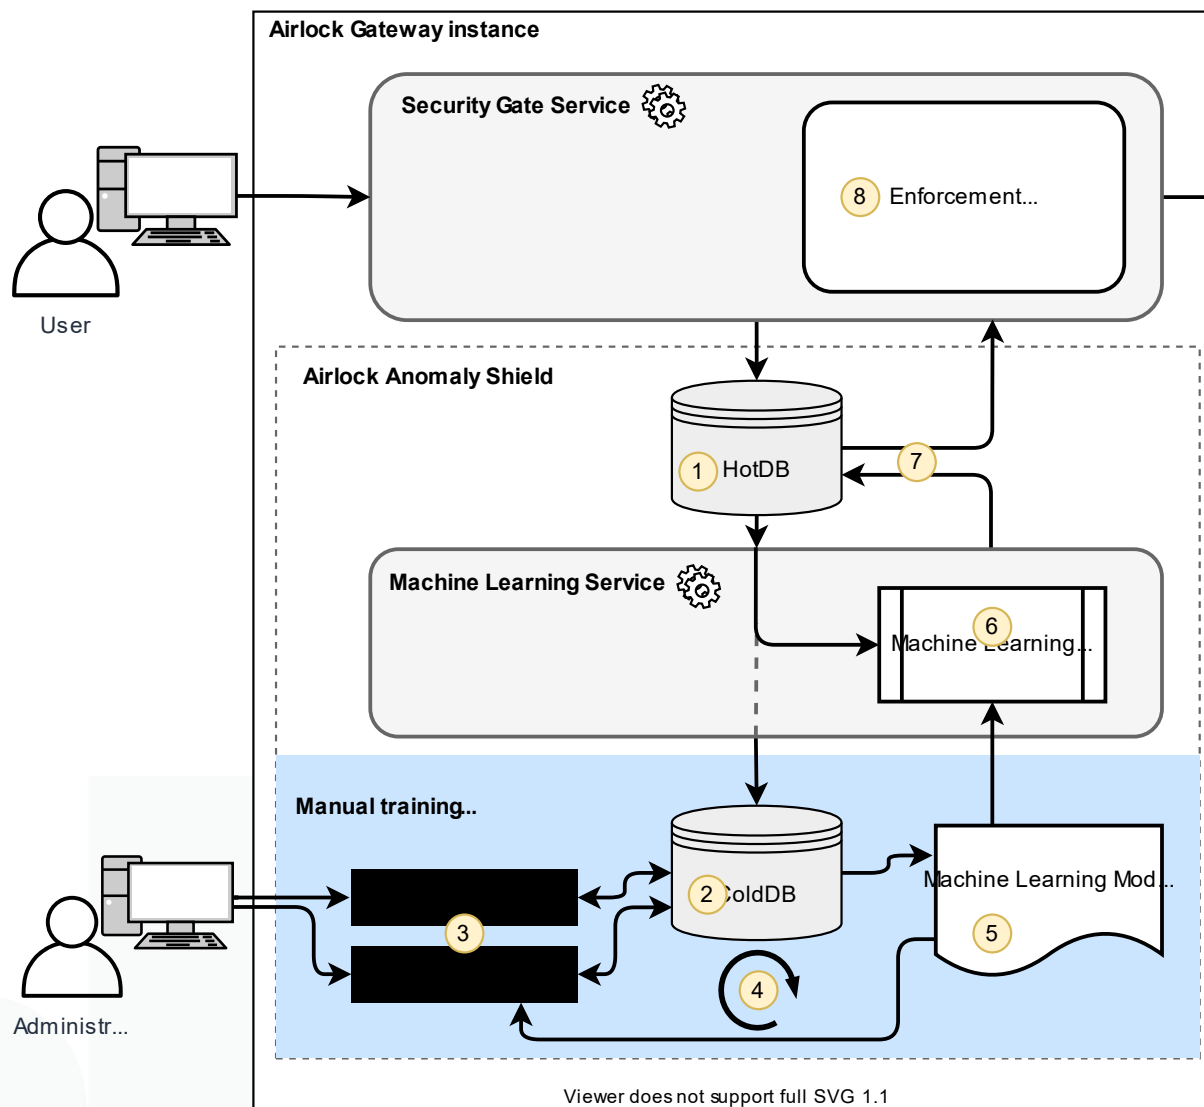 Airlock Gateway instance
Security Gate Service
8 Enforcement...
User
Airlock Anomaly Shield
1 HotDB
7
Machine Learning Service
6
Machine Learning...
Manual training...
2 ColdDB
Machine Learning Mod...
3
5
4
Administr...
Viewer does not support full SVG 1.1